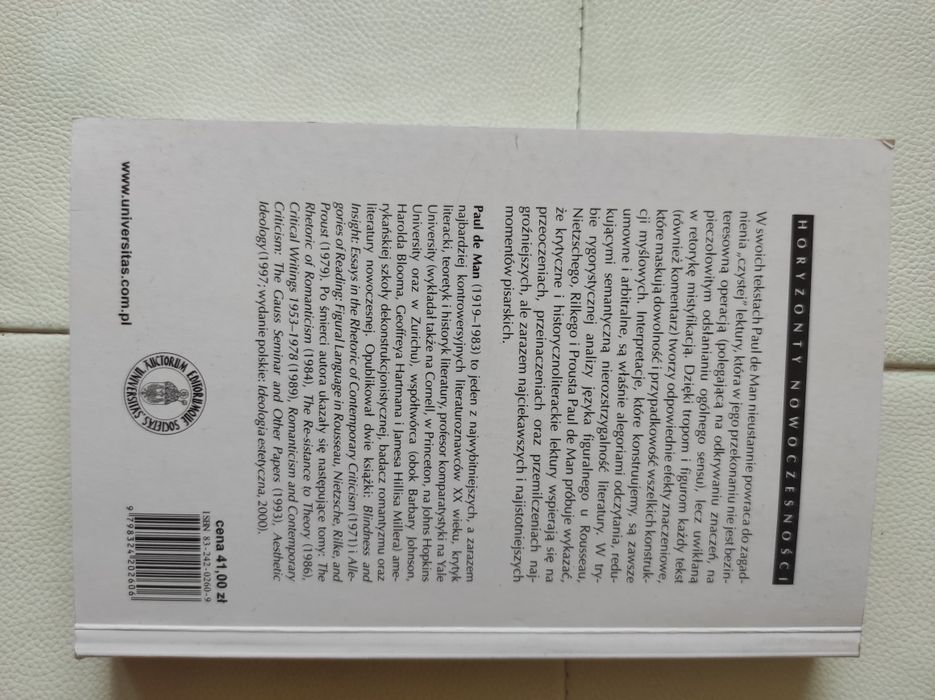 HORYZONTY NOWOCZESNOŚCI
W swoich tekstach Paul de Man nieustannie powraca do zagad-
nienia „czystej" lektury, która w jego przekonaniu nie jest bezin-
teresowną operacją (polegającą na odkrywaniu znaczeń, na
pieczołowitym odsłanianiu ogólnego sensu), lecz uwikłaną
w retorykę mistyfikacją. Dzięki tropom i figurom każdy tekst
(również komentarz) tworzy odpowiednie efekty znaczeniowe,
które maskują dowolność i przypadkowość wszelkich konstruk-
cji myślowych. Interpretacje, które konstruujemy, są zawsze
umowne i arbitralne, są właśnie alegoriami odczytania, redu-
kującymi semantyczną nierozstrzygalność literatury. W try-
bie rygorystycznej analizy języka figuralnego u Rousseau,
Nietzschego, Rilkego i Prousta Paul de Man próbuje wykazać,
że krytyczne i historycznoliterackie lektury wspierają się na
przeoczeniach, przeinaczeniach oraz przemilczeniach naj-
groźniejszych, ale zarazem najciekawszych i najistotniejszych
momentów pisarskich.
Paul de Man (1919–1983) to jeden z najwybitniejszych, a zarazem
najbardziej kontrowersyjnych literaturoznawców XX wieku, krytyk
literacki, teoretyk i historyk literatury, profesor komparatystyki na Yale
University (wykładał także na Cornell, w Princeton, na Johns Hopkins
University oraz w Zurichu), współtwórca (obok Barbary Johnson,
Harolda Blooma, Geoffreya Hartmana i Jamesa Hillisa Millera) ame-
rykańskiej szkoły dekonstrukcjonistycznej, badacz romantyzmu oraz
literatury nowoczesnej. Opublikował dwie książki: Blindness and
Insight: Essays in the Rhetoric of Contemporary Criticism (1971) i Alle-
gories of Reading: Figural Language in Rousseau, Nietzsche, Rilke, and
Proust (1979). Po śmierci autora ukazały się następujące tomy: The
Rhetoric of Romanticism (1984), The Re-sistance to Theory (1986),
Critical Writings 1953–1978 (1989), Romanticism and Contemporary
Criticism: The Gauss Seminar and Other Papers (1993), Aesthetic
Ideology (1997; wydanie polskie: Ideologia estetyczna, 2000).
www.universitas.com.pl
cena 41,00 zł
ISBN 83-242-0260-9
9798324202606